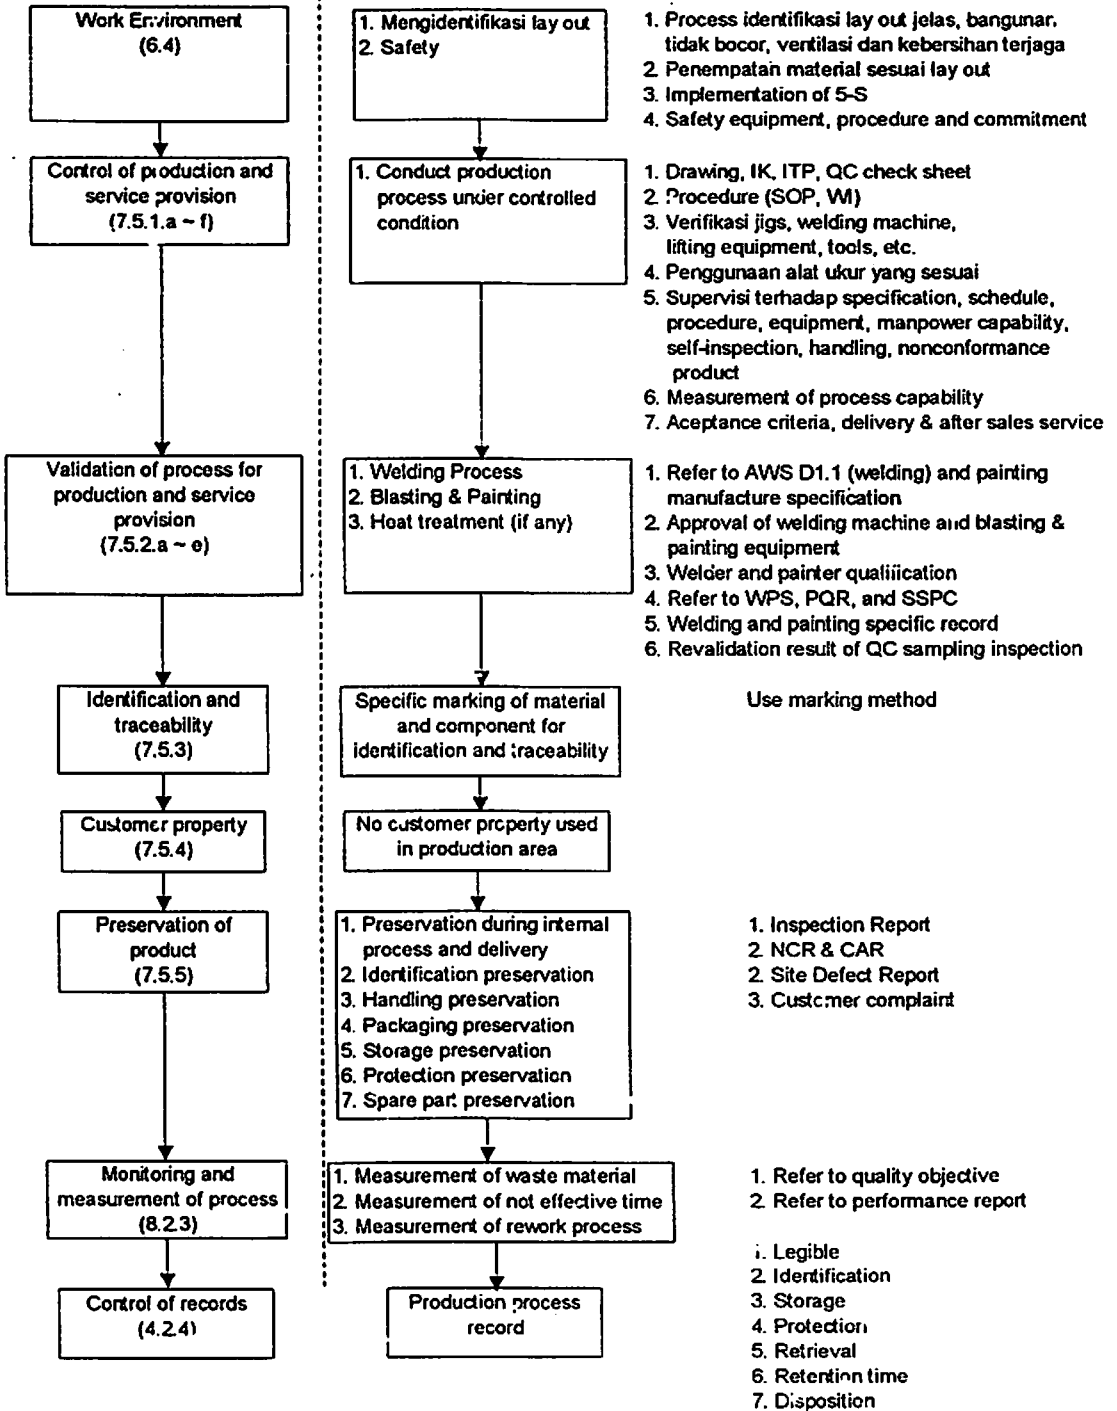 Work Environment
(6.4)
1. Mengidentifikasi lay out
2. Safety
1. Process identifikasi lay out jelas, bangunan,
tidak bocor, ventilasi dan kebersihan terjaga
2. Penempatan material sesuai lay out
3. Implementation of 5-S
4. Safety equipment, procedure and commitment
Control of production and
service provision
(7.5.1.a ~ f)
1. Conduct production
process under controlled
condition
1. Drawing, IK, ITP, QC check sheet
2. Procedure (SOP, WI)
3. Verifikasi jigs, welding machine,
lifting equipment, tools, etc.
4. Penggunaan alat ukur yang sesuai
5. Supervisi terhadap specification, schedule,
procedure, equipment, manpower capability,
self-inspection, handling, nonconformance
product
6. Measurement of process capability
7. Aceptance criteria, delivery & after sales service
Validation of process for
production and service
provision
(7.5.2.a ~ e)
1. Welding Process
2. Blasting & Painting
3. Heat treatment (if any)
1. Refer to AWS D1.1 (welding) and painting
manufacture specification
2. Approval of welding machine and blasting &
painting equipment
3. Welder and painter qualification
4. Refer to WPS, PQR, and SSPC
5. Welding and painting specific record
6. Revalidation result of QC sampling inspection
Identification and
traceability
(7.5.3)
Specific marking of material
and component for
identification and traceability
Use marking method
Customer property
(7.5.4)
No customer property used
in production area
Preservation of
product
(7.5.5)
1. Preservation during internal
process and delivery
2. Identification preservation
3. Handling preservation
4. Packaging preservation
5. Storage preservation
6. Protection preservation
7. Spare part preservation
1. Inspection Report
2. NCR & CAR
2. Site Defect Report
3. Customer complaint
Monitoring and
measurement of process
(8.2.3)
1. Measurement of waste material
2. Measurement of not effective time
3. Measurement of rework process
1. Refer to quality objective
2. Refer to performance report
Control of records
(4.2.4)
Production process
record
1. Legible
2. Identification
3. Storage
4. Protection
5. Retrieval
6. Retention time
7. Disposition